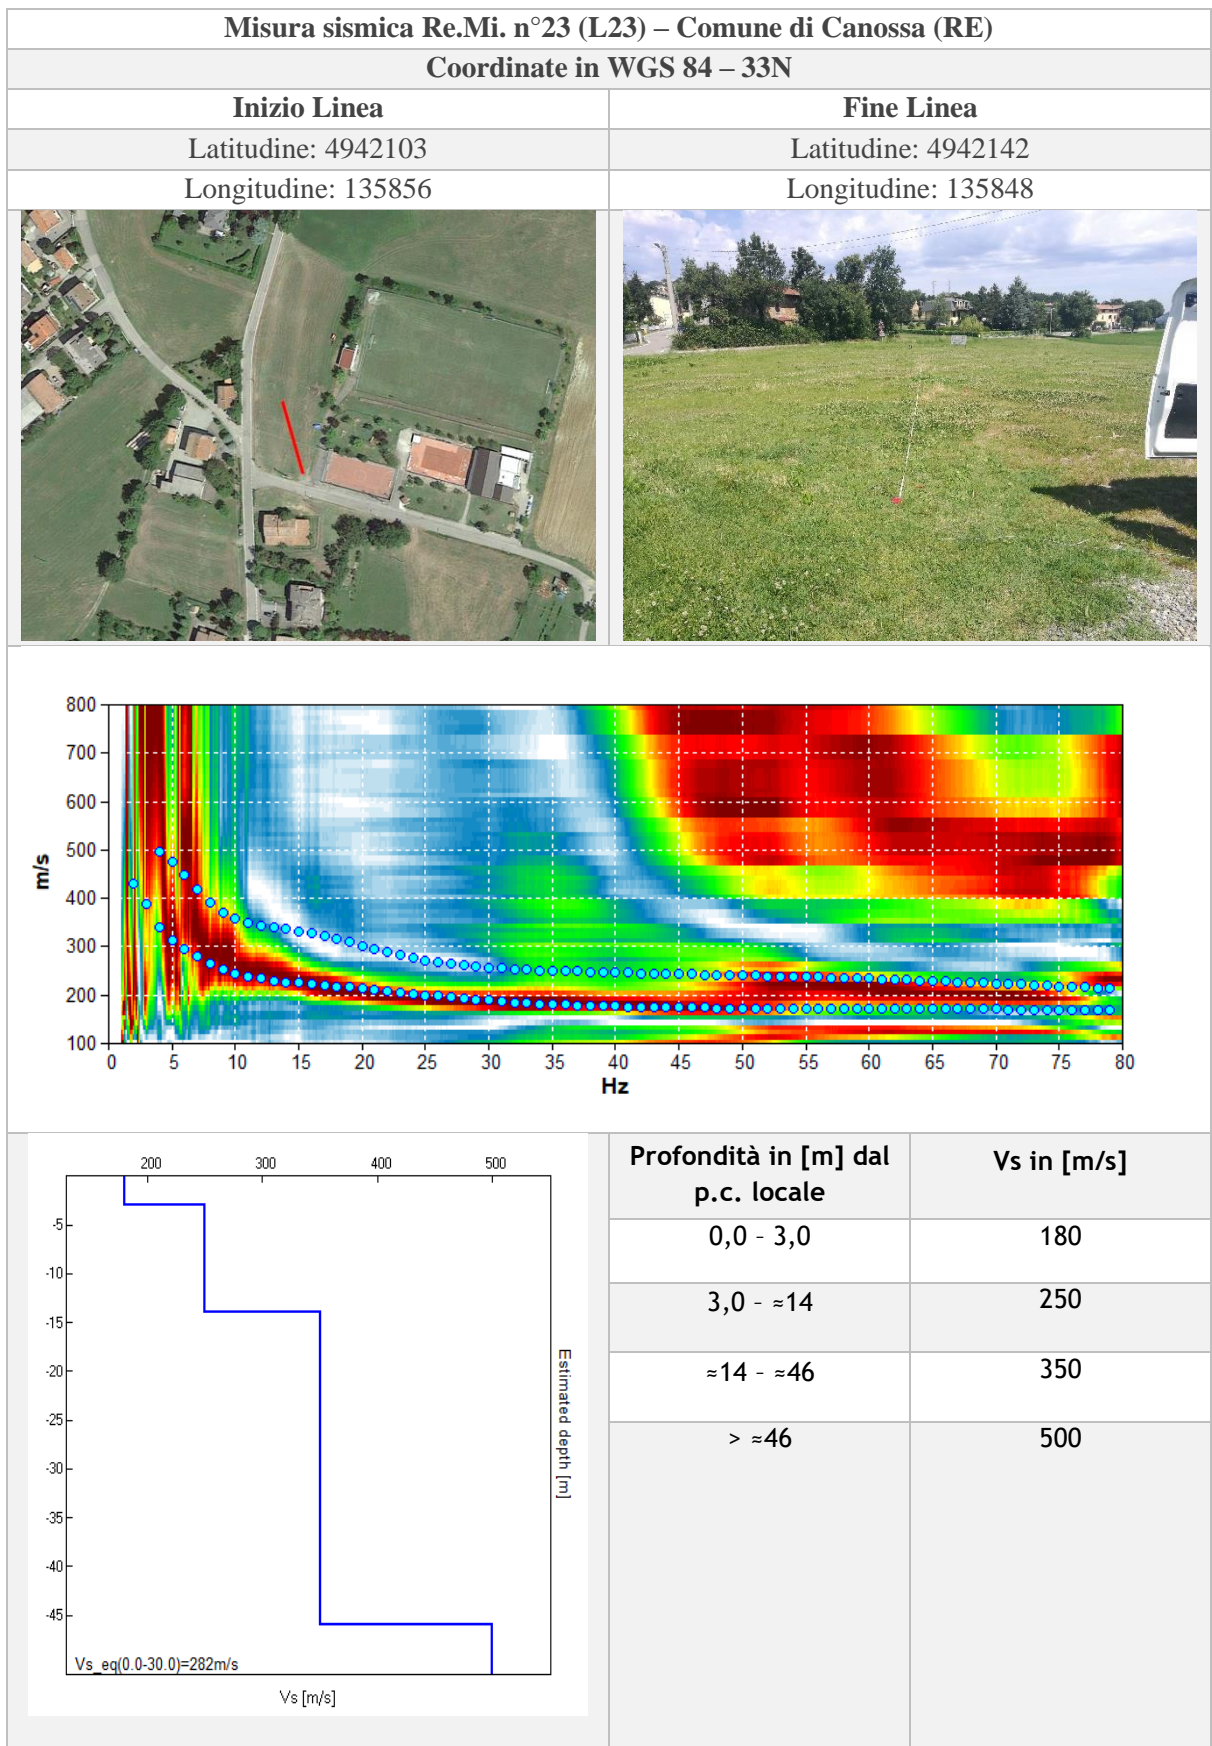 Misura sismica Re.Mi. n°23 (L23) – Comune di Canossa (RE)
Coordinate in WGS 84 – 33N
Inizio Linea
Fine Linea
Latitudine: 4942103
Latitudine: 4942142
Longitudine: 135856
Longitudine: 135848
800
700
600
500
400
300
200
100
m/s
0 5 10 15 20 25 30 35 40 45 50 55 60 65 70 75 80
Hz
200 300 400 500
-5
-10
-15
-20
-25
-30
-35
-40
-45
Estimated depth [m]
Vs_eq(0.0-30.0)=282m/s
Vs [m/s]
Profondità in [m] dal
p.c. locale
Vs in [m/s]
0,0 – 3,0
180
3,0 – ≈14
250
≈14 – ≈46
350
> ≈46
500